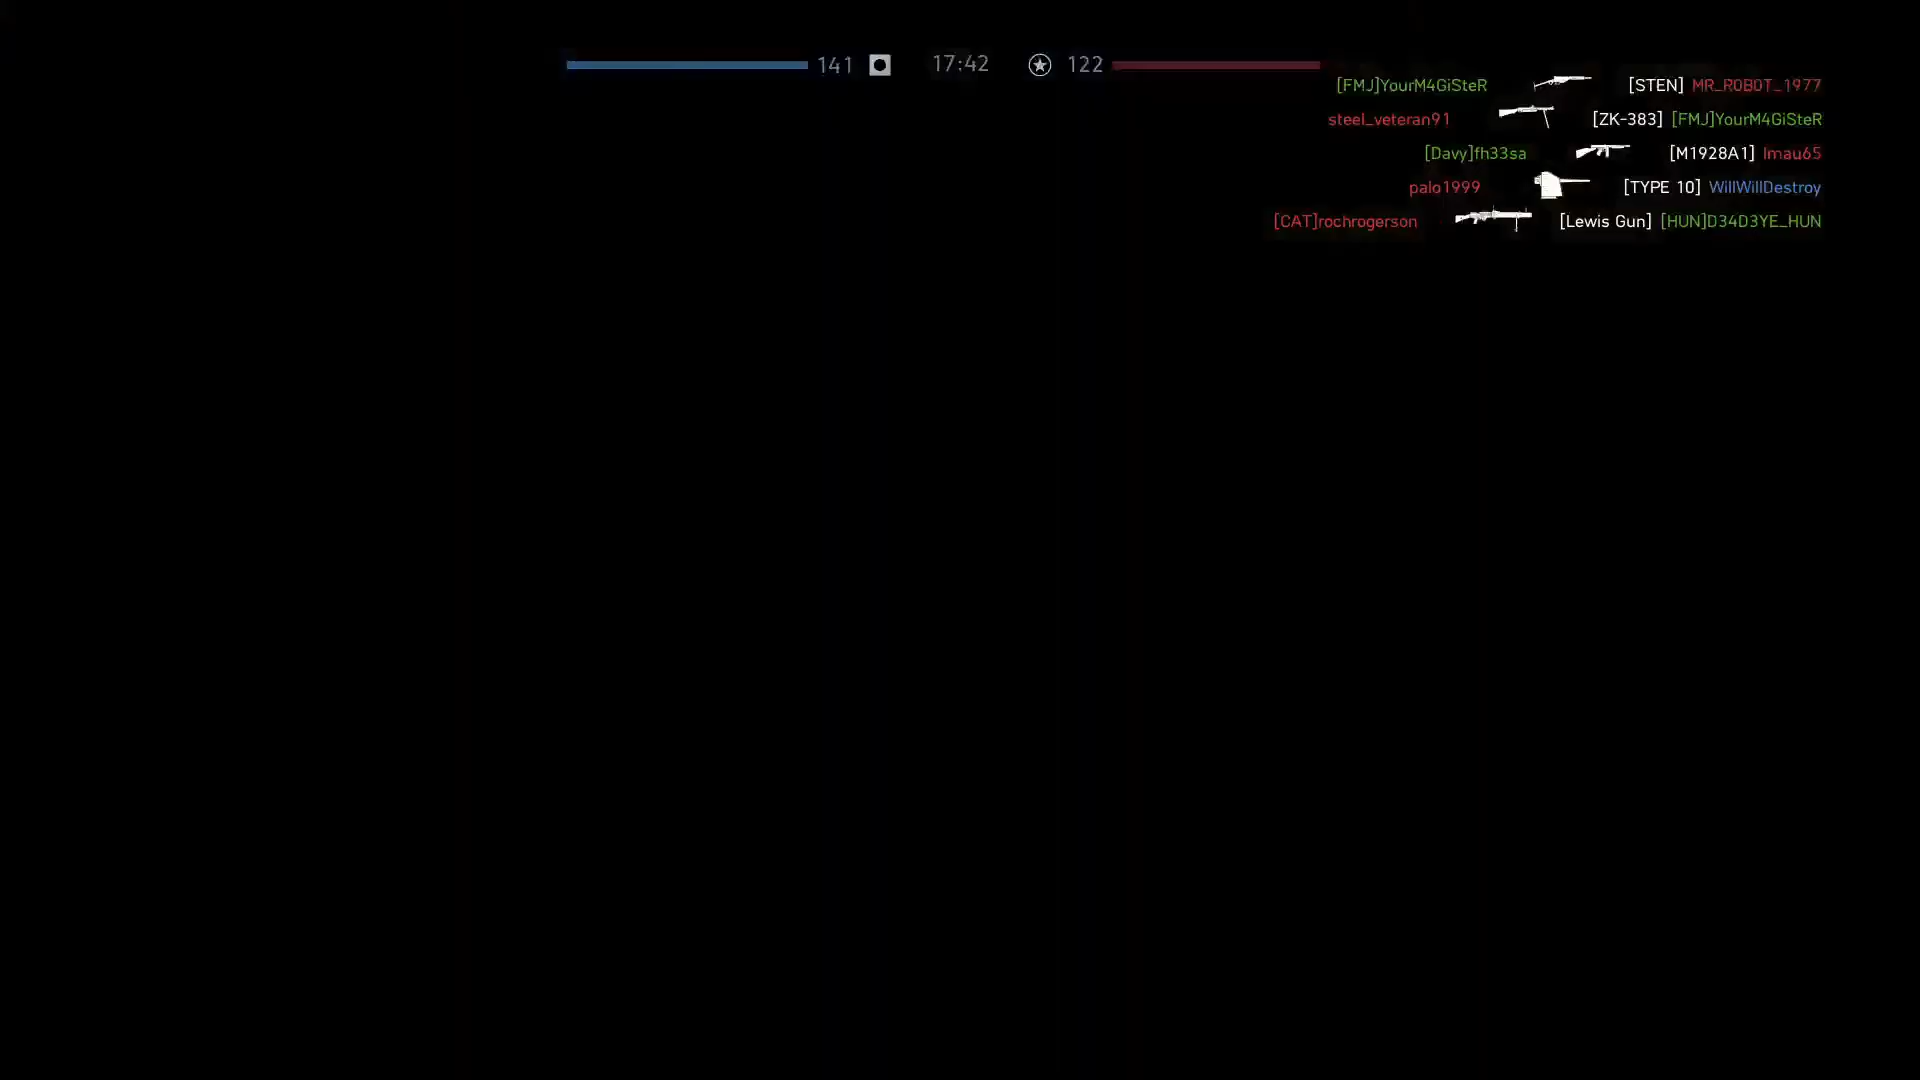 141 17:42 122
[FMJ]YourM4GiSteR [STEN] MR_R0B0T_1977
steel_veteran91 [ZK-383] [FMJ]YourM4GiSteR
[Davy]fh33sa [M1928A1] lmau65
palo1999 [TYPE 10] WillWillDestroy
[CAT]rochrogerson [Lewis Gun] [HUN]D34D3YE_HUN